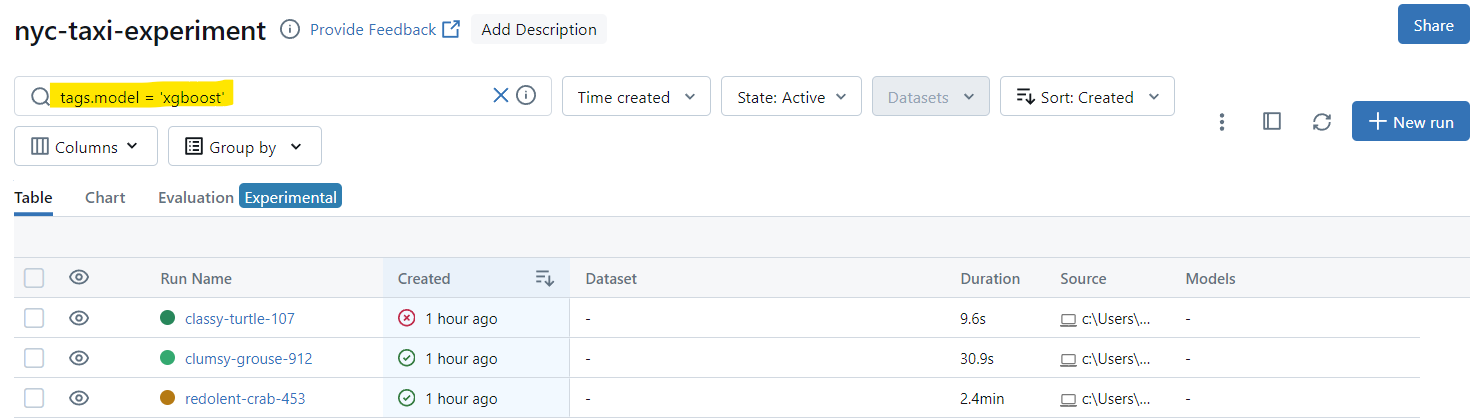 nyc-taxi-experiment Provide Feedback Add Description Share
tags.model = 'xgboost' Time created State: Active Datasets Sort: Created
Columns Group by New run
Table Chart Evaluation Experimental
Run Name Created Dataset Duration Source Models
classy-turtle-107 1 hour ago - 9.6s c:\Users\... -
clumsy-grouse-912 1 hour ago - 30.9s c:\Users\... -
redolent-crab-453 1 hour ago - 2.4min c:\Users\... -